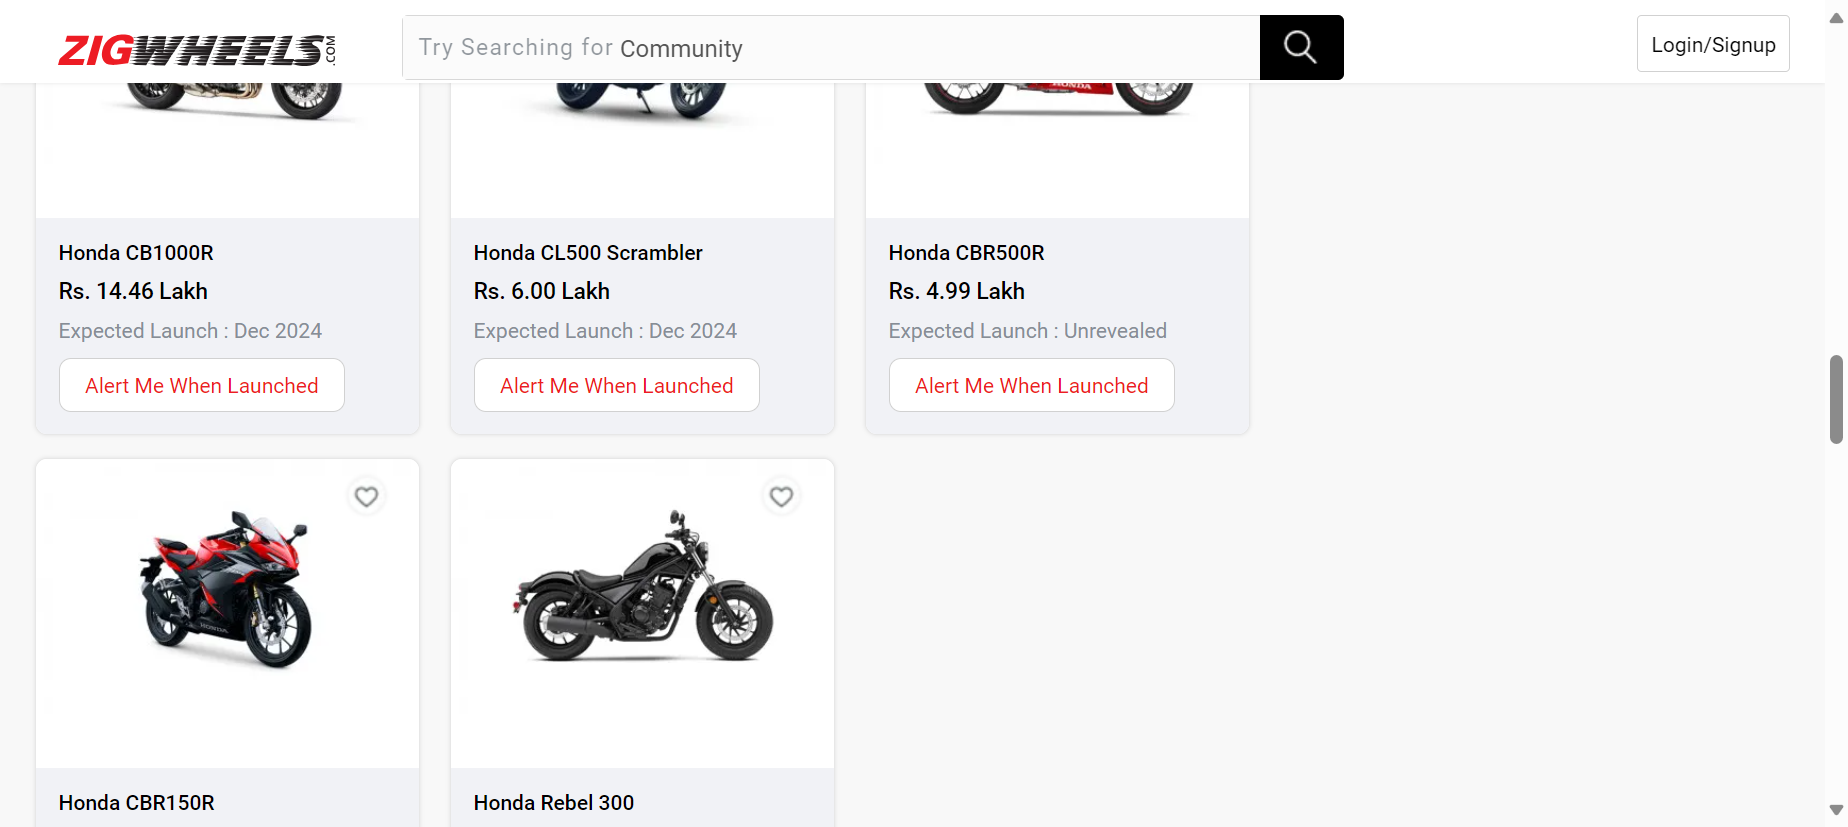 ZIGWHEELS.COM
Try Searching for Community
Login/Signup
HONDA
Honda CB1000R
Rs. 14.46 Lakh
Expected Launch : Dec 2024
Alert Me When Launched
Honda CL500 Scrambler
Rs. 6.00 Lakh
Expected Launch : Dec 2024
Alert Me When Launched
Honda CBR500R
Rs. 4.99 Lakh
Expected Launch : Unrevealed
Alert Me When Launched
HONDA
Honda CBR150R
Honda Rebel 300